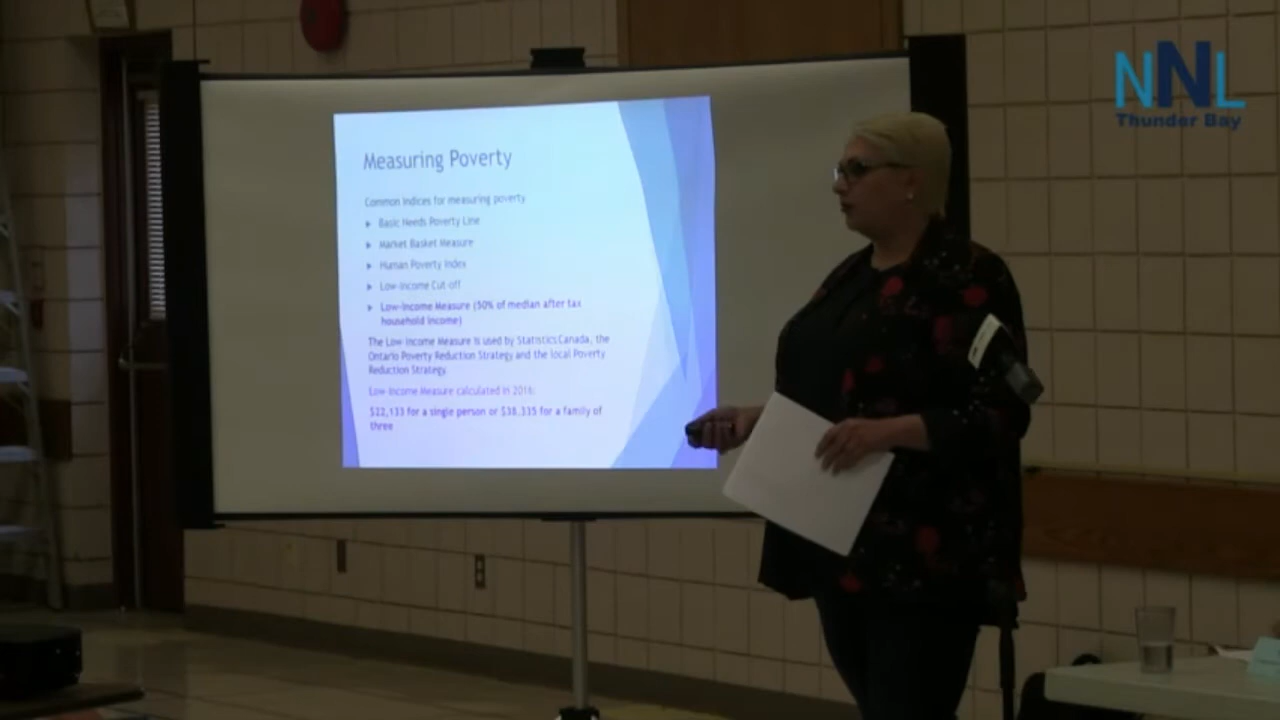 NNL
Thunder Bay
Measuring Poverty
Common indices for measuring poverty
Basic Needs Poverty Line
Market Basket Measure
Human Poverty Index
Low-Income Cut-off
Low-Income Measure (50% of median after tax
household income)
The Low-Income Measure is used by Statistics Canada, the
Ontario Poverty Reduction Strategy and the local Poverty
Reduction Strategy
Low-Income Measure calculated in 2016:
$22,133 for a single person or $38,335 for a family of
three